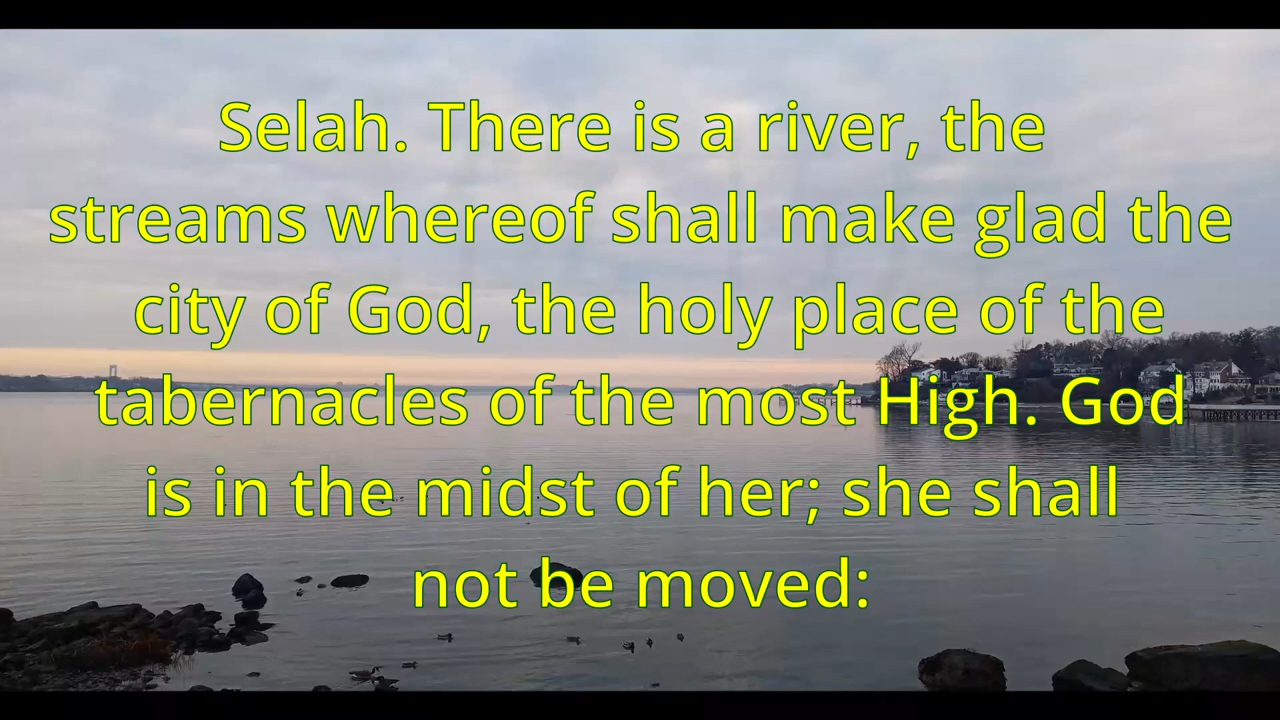 Selah. There is a river, the
streams whereof shall make glad the
city of God, the holy place of the
tabernacles of the most High. God
is in the midst of her; she shall
not be moved: